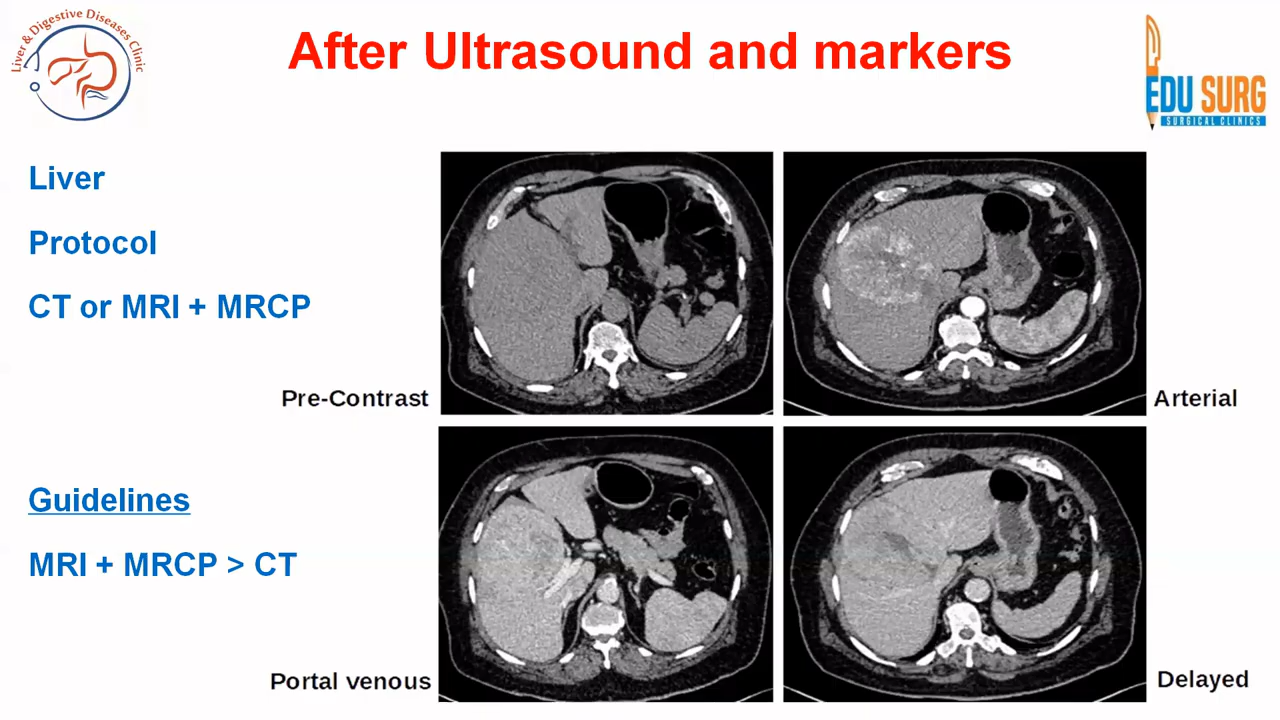 Liver & Digestive Diseases Clinic
After Ultrasound and markers
EDU SURG
SURGICAL CLINICS
Liver
Protocol
CT or MRI + MRCP
Pre-Contrast
Arterial
Guidelines
MRI + MRCP > CT
Portal venous
Delayed